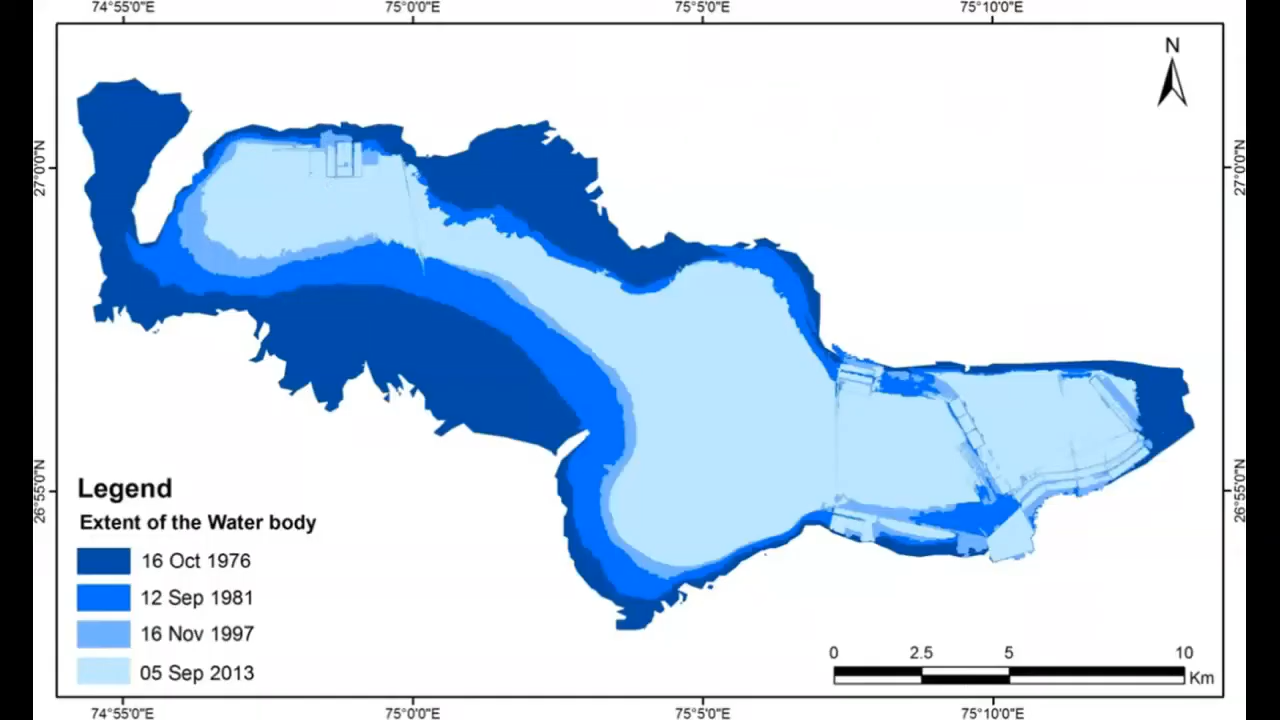 74°55'0"E 75°0'0"E 75°5'0"E 75°10'0"E
N
27°0'0"N 27°0'0"N
26°55'0"N 26°55'0"N
Legend
Extent of the Water body
16 Oct 1976
12 Sep 1981
16 Nov 1997
05 Sep 2013
0 2.5 5 10
Km
74°55'0"E 75°0'0"E 75°5'0"E 75°10'0"E